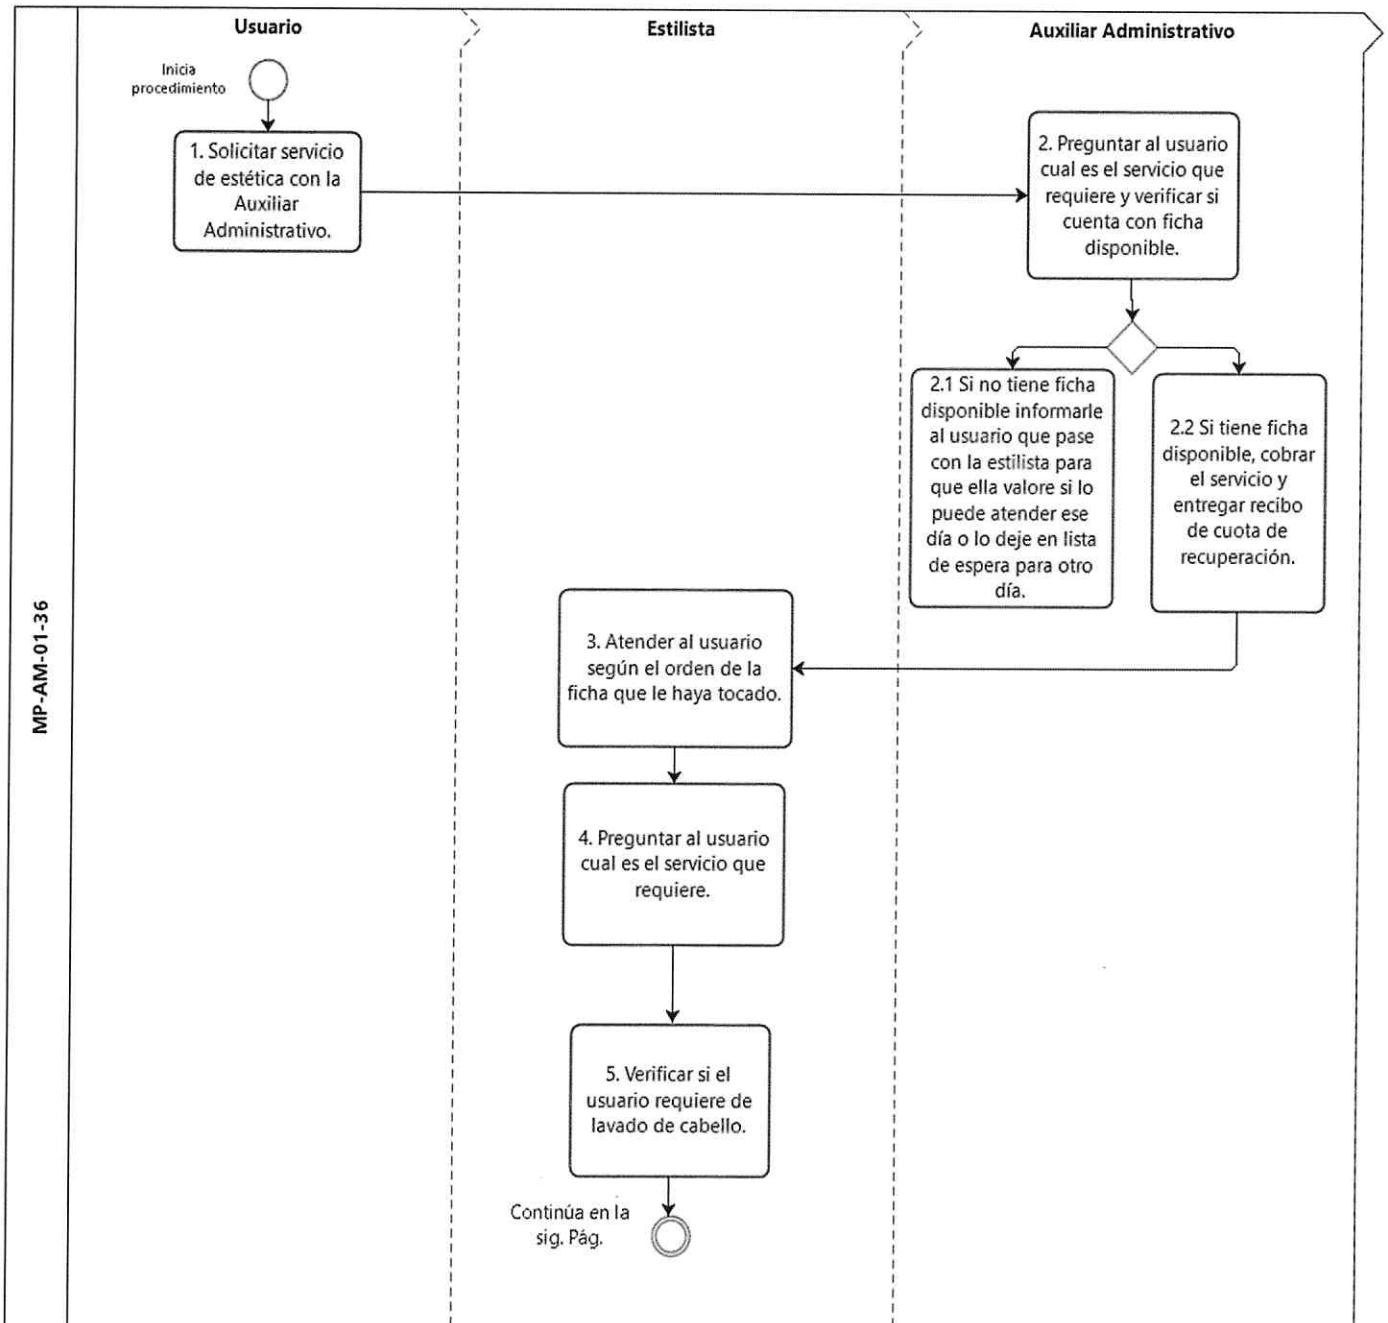 Usuario
Estilista
Auxiliar Administrativo
MP-AM-01-36
Inicia
procedimiento
1. Solicitar servicio
de estética con la
Auxiliar
Administrativo.
2. Preguntar al usuario
cual es el servicio que
requiere y verificar si
cuenta con ficha
disponible.
2.1 Si no tiene ficha
disponible informarle
al usuario que pase
con la estilista para
que ella valore si lo
puede atender ese
día o lo deje en lista
de espera para otro
día.
2.2 Si tiene ficha
disponible, cobrar
el servicio y
entregar recibo
de cuota de
recuperación.
3. Atender al usuario
según el orden de la
ficha que le haya tocado.
4. Preguntar al usuario
cual es el servicio que
requiere.
5. Verificar si el
usuario requiere de
lavado de cabello.
Continúa en la
sig. Pág.